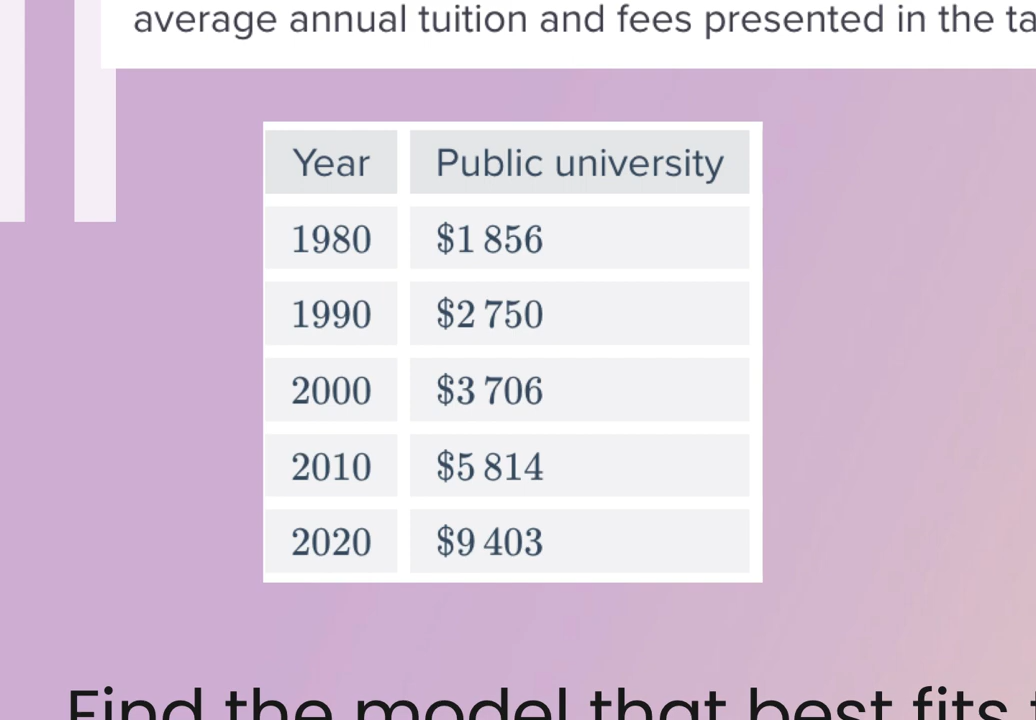 average annual tuition and fees presented in the ta
Year Public university
1980 $1 856
1990 $2 750
2000 $3 706
2010 $5 814
2020 $9 403
Find the model that best fits